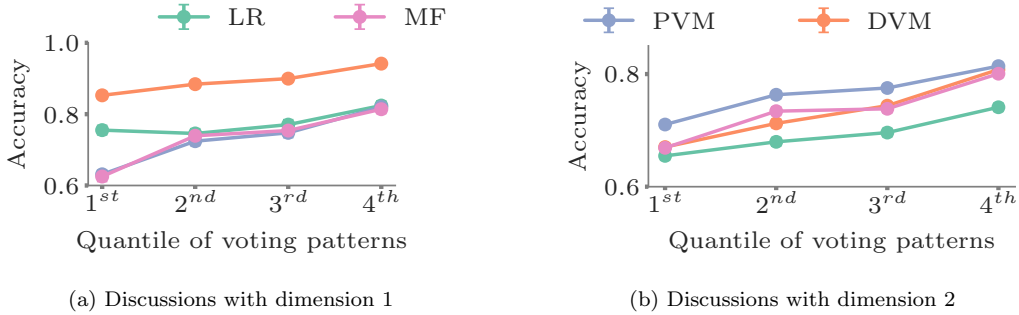 LR MF PVM DVM
1.0
0.8
0.6
Accuracy
1st 2nd 3rd 4th
Quantile of voting patterns
(a) Discussions with dimension 1
0.8
0.6
Accuracy
1st 2nd 3rd 4th
Quantile of voting patterns
(b) Discussions with dimension 2